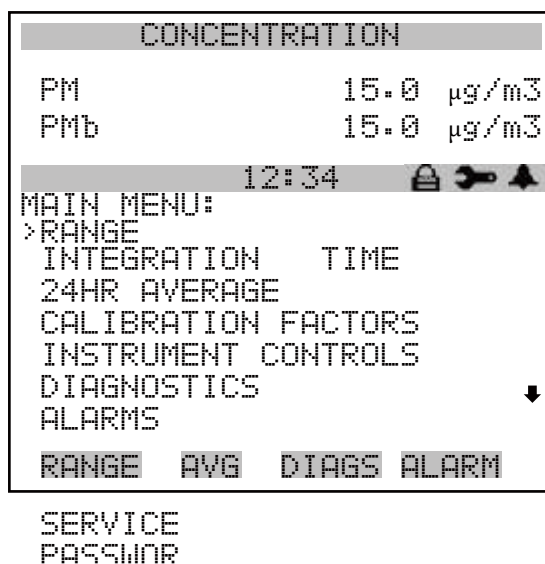 CONCENTRATION
PM 15.0 μg/m3
PMb 15.0 μg/m3
12:34
MAIN MENU:
>RANGE
INTEGRATION TIME
24HR AVERAGE
CALIBRATION FACTORS
INSTRUMENT CONTROLS
DIAGNOSTICS
ALARMS
RANGE AVG DIAGS ALARM
SERVICE
PASSWOR